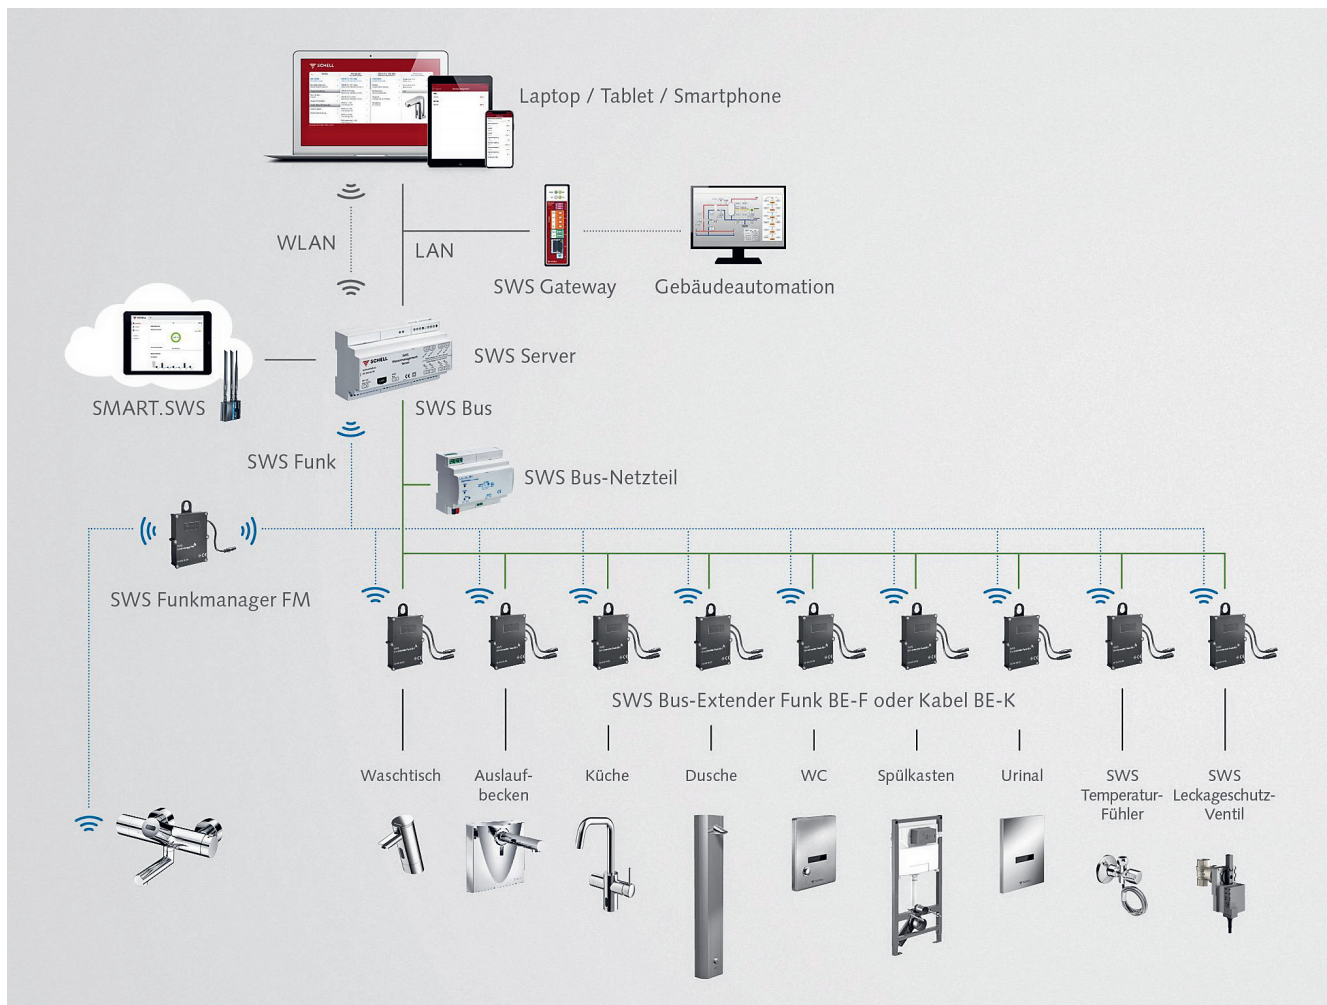 SCHELL
Laptop / Tablet / Smartphone
WLAN
LAN
SWS Gateway
Gebäudeautomation
SCHELL
SWS Server
SMART.SWS
SWS Bus
SWS Funk
SWS Bus-Netzteil
SWS Funkmanager FM
SWS Bus-Extender Funk BE-F oder Kabel BE-K
Waschtisch
Auslauf-
becken
Küche
Dusche
WC
Spülkasten
Urinal
SWS
Temperatur-
Fühler
SWS
Leckageschutz-
Ventil